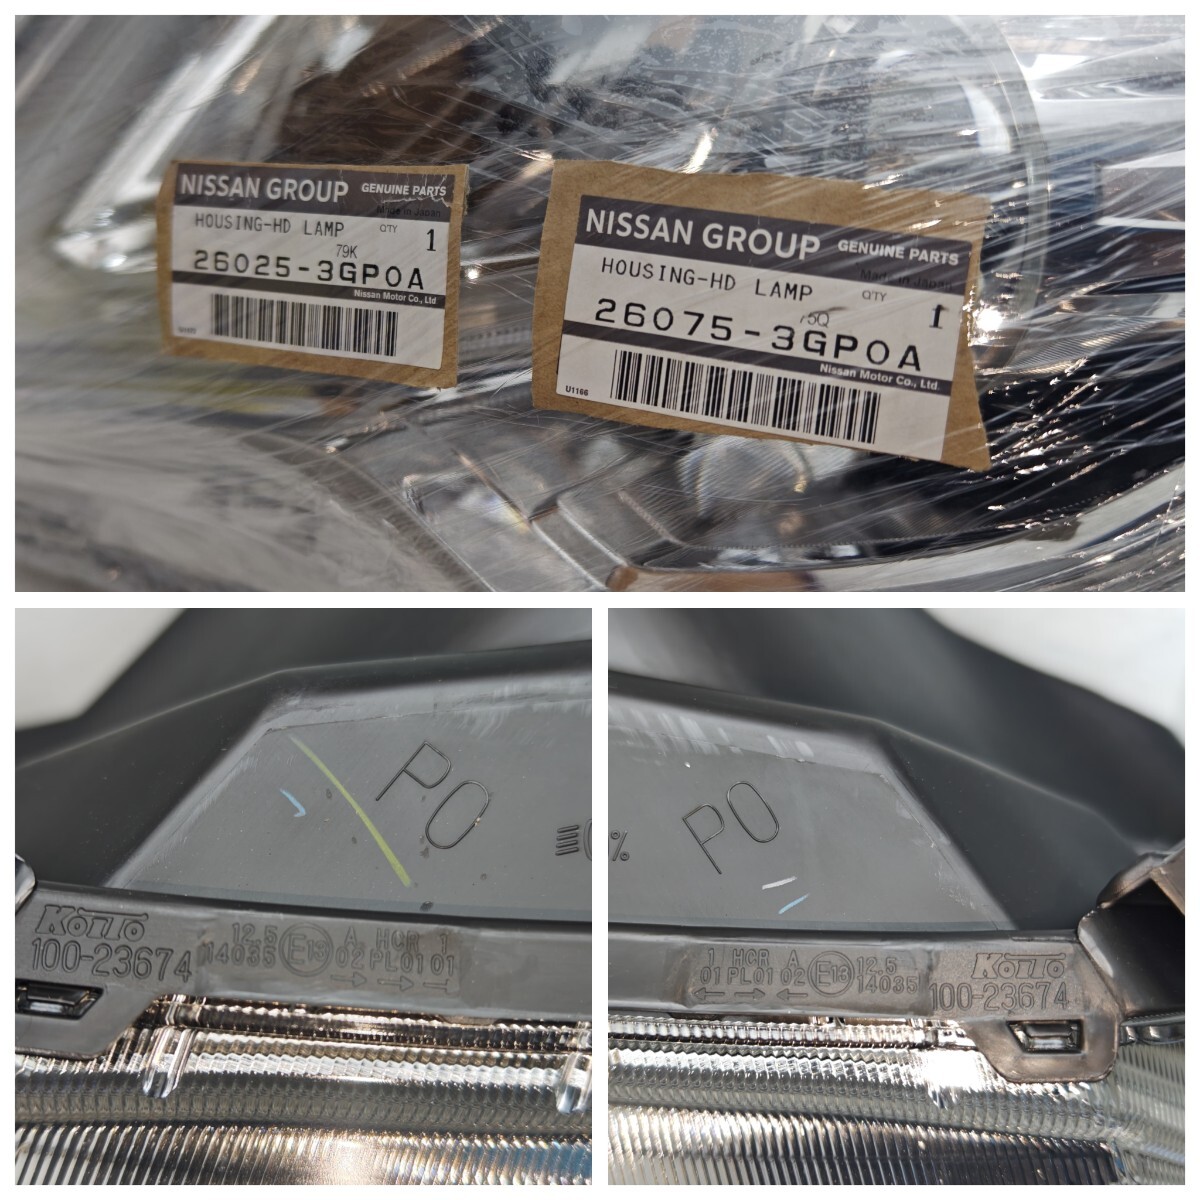 NISSAN GROUP GENUINE PARTS
Made in Japan
HOUSING-HD LAMP QTY 1
79K
26025-3GP0A
Nissan Motor Co., Ltd
NISSAN GROUP GENUINE PARTS
Made in Japan
HOUSING-HD LAMP QTY 1
75Q
26075-3GP0A
Nissan Motor Co., Ltd.
U1166
PO
%
KOITO
100-23674
12.5 A HCR 1
14035 E13 02 PL01 01
PO
1 HCR A 12.5
01 PL01 02 E13 14035
KOITO
100-23674